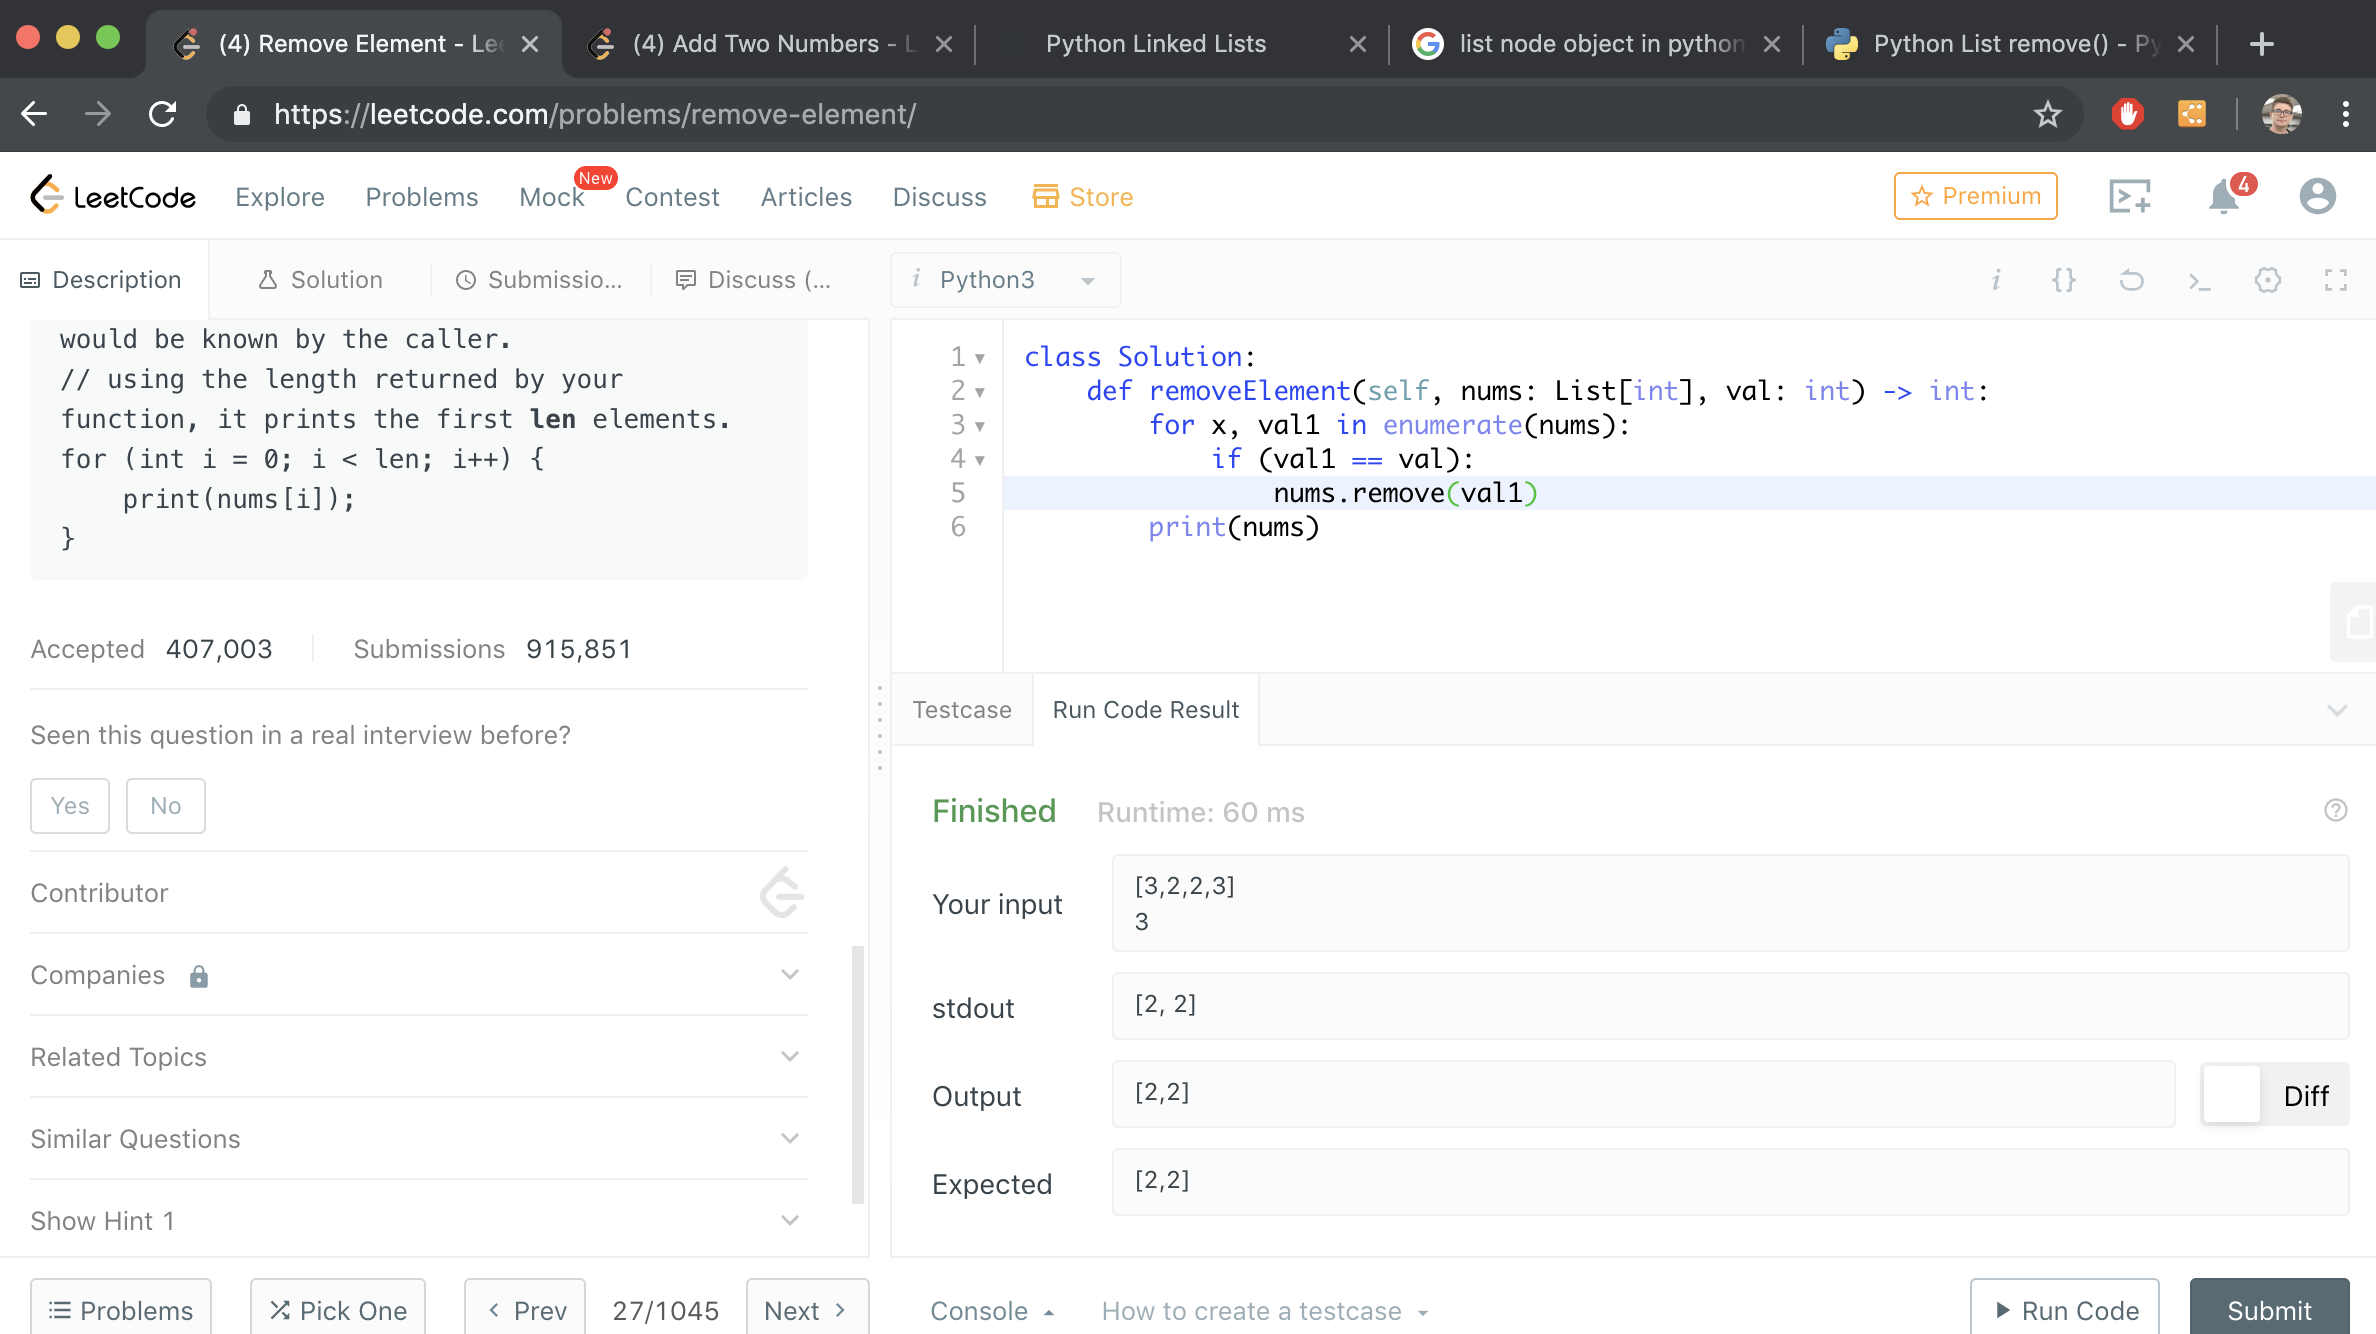 (4) Remove Element - Lee
(4) Add Two Numbers - L
Python Linked Lists
list node object in python
Python List remove() - Py
https://leetcode.com/problems/remove-element/
LeetCode
Explore
Problems
Mock
New
Contest
Articles
Discuss
Store
Premium
4
Description
Solution
Submissio...
Discuss (...
i Python3
would be known by the caller.
// using the length returned by your
function, it prints the first len elements.
for (int i = 0; i < len; i++) {
    print(nums[i]);
}
Accepted 407,003
Submissions 915,851
Seen this question in a real interview before?
Yes
No
Contributor
Companies
Related Topics
Similar Questions
Show Hint 1
Problems
Pick One
Prev
27/1045
Next
i {}
1 class Solution:
2     def removeElement(self, nums: List[int], val: int) -> int:
3         for x, val1 in enumerate(nums):
4             if (val1 == val):
5                 nums.remove(val1)
6         print(nums)
Testcase
Run Code Result
Finished Runtime: 60 ms
Your input
[3,2,2,3]
3
stdout
[2, 2]
Output
[2,2]
Diff
Expected
[2,2]
Console
How to create a testcase
Run Code
Submit